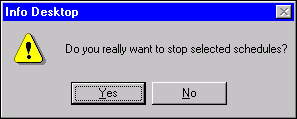 Info Desktop
Do you really want to stop selected schedules?
Yes No